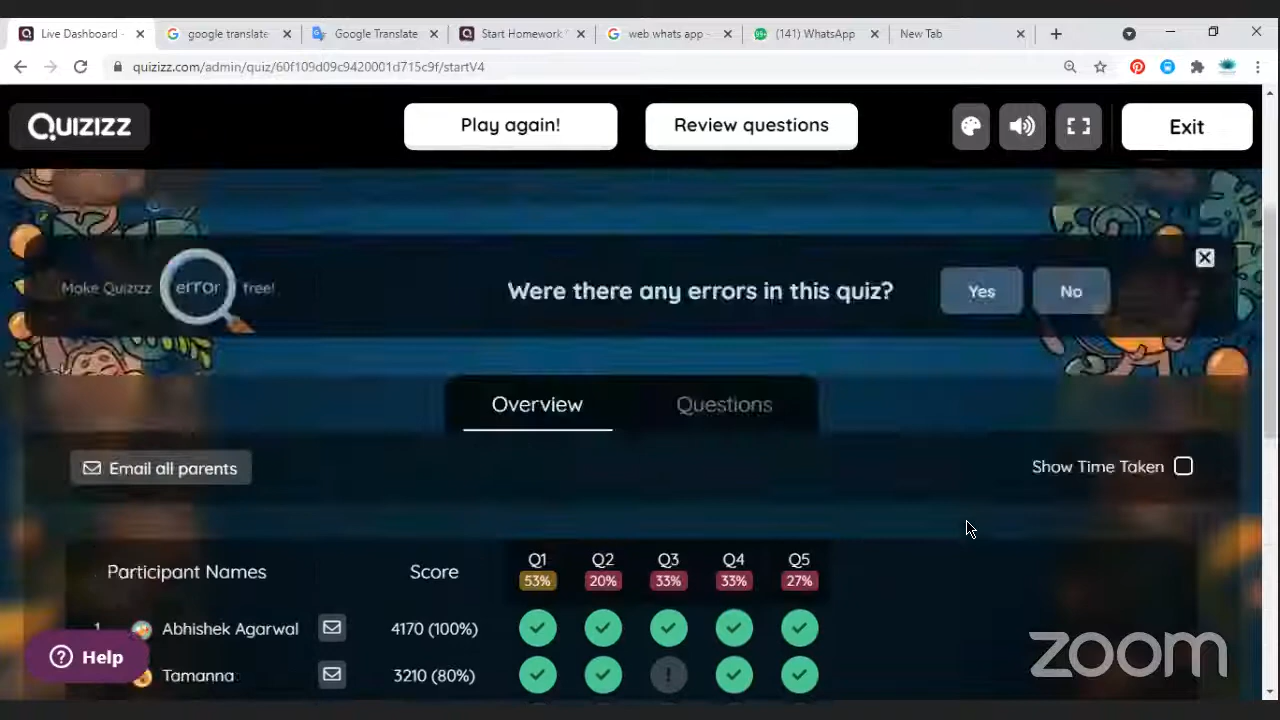 Live Dashboard -
google translate
Google Translate
Start Homework
web whats app -
99+
(141) WhatsApp
New Tab
quizizz.com/admin/quiz/60f109d09c9420001d715c9f/startV4
Quizizz
Play again!
Review questions
Exit
Make Quizizz error free!
Were there any errors in this quiz?
Yes
No
Overview
Questions
Email all parents
Show Time Taken
Participant Names
Score
Q1
Q2
Q3
Q4
Q5
53%
20%
33%
33%
27%
1
Abhishek Agarwal
4170 (100%)
Tamanna
3210 (80%)
Help
zoom